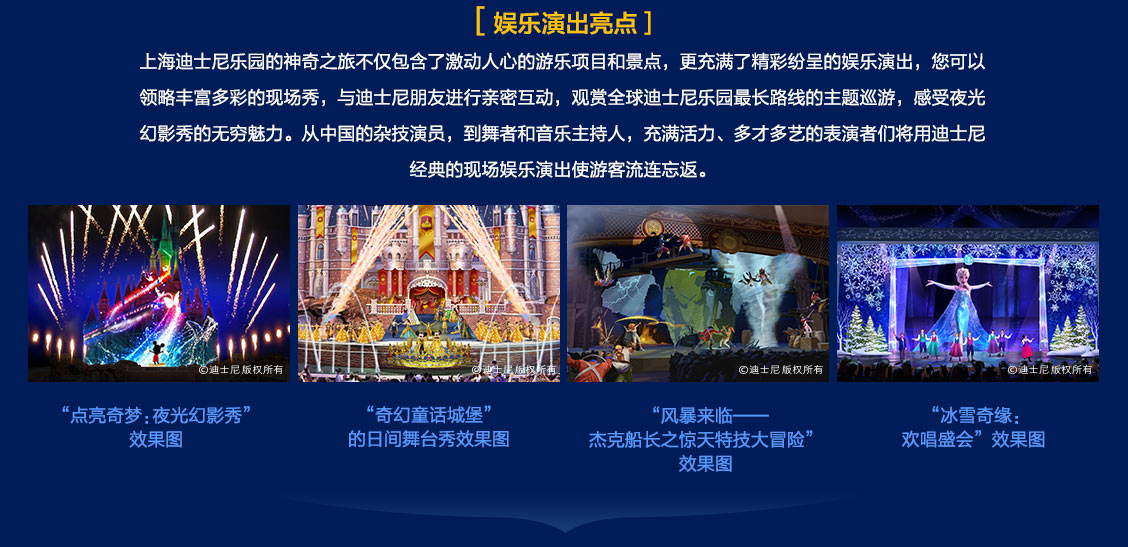 [ 娱乐演出亮点 ]
上海迪士尼乐园的神奇之旅不仅包含了激动人心的游乐项目和景点，更充满了精彩纷呈的娱乐演出，您可以
领略丰富多彩的现场秀，与迪士尼朋友进行亲密互动，观赏全球迪士尼乐园最长路线的主题巡游，感受夜光
幻影秀的无穷魅力。从中国的杂技演员，到舞者和音乐主持人，充满活力、多才多艺的表演者们将用迪士尼
经典的现场娱乐演出使游客流连忘返。
©迪士尼 版权所有
©迪士尼 版权所有
©迪士尼 版权所有
©迪士尼 版权所有
“点亮奇梦：夜光幻影秀”
效果图
“奇幻童话城堡”
的日间舞台秀效果图
“风暴来临——
杰克船长之惊天特技大冒险”
效果图
“冰雪奇缘：
欢唱盛会”效果图